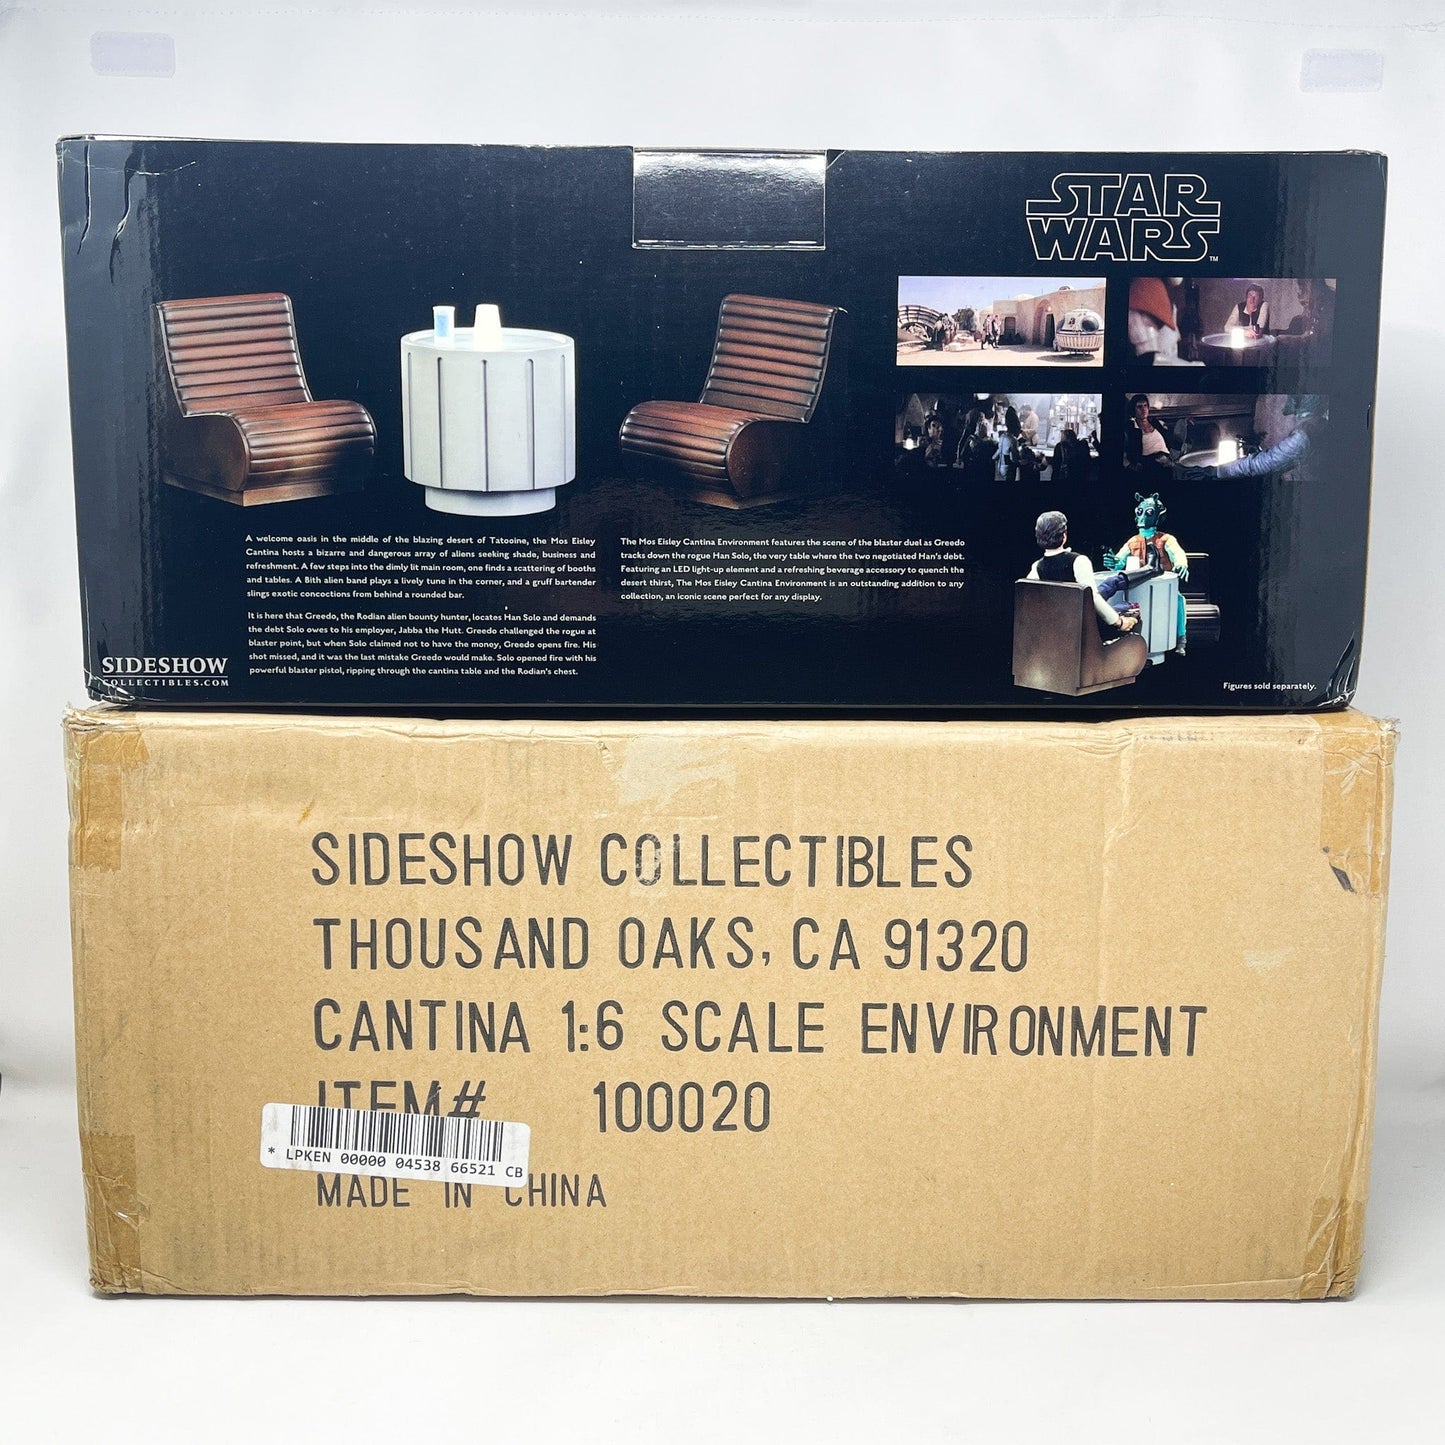 STAR
WARS
TM
A welcome oasis in the middle of the blazing desert of Tatooine, the Mos Eisley
Cantina hosts a bizarre and dangerous array of aliens seeking shade, business and
refreshment. A few steps into the dimly lit main room, one finds a scattering of booths
and tables. A Bith alien band plays a lively tune in the corner, and a gruff bartender
slings exotic concoctions from behind a rounded bar.
It is here that Greedo, the Rodian alien bounty hunter, locates Han Solo and demands
the debt Solo owes to his employer, Jabba the Hutt. Greedo challenged the rogue at
blaster point, but when Solo claimed not to have the money, Greedo opens fire. His
shot missed, and it was the last mistake Greedo would make. Solo opened fire with his
powerful blaster pistol, ripping through the cantina table and the Rodian's chest.
The Mos Eisley Cantina Environment features the scene of the blaster duel as Greedo
tracks down the rogue Han Solo, the very table where the two negotiated Han's debt.
Featuring an LED light-up element and a refreshing beverage accessory to quench the
desert thirst, The Mos Eisley Cantina Environment is an outstanding addition to any
collection, an iconic scene perfect for any display.
SIDESHOW
COLLECTIBLES.COM
Figures sold separately.
SIDESHOW COLLECTIBLES
THOUSAND OAKS, CA 91320
CANTINA 1:6 SCALE ENVIRONMENT
ITEM# 100020
* LPKEN 00000 04538 66521 CB
MADE IN CHINA